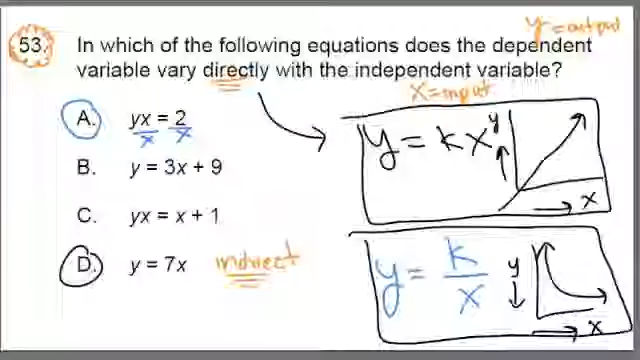 y = output
53. In which of the following equations does the dependent
variable vary directly with the independent variable?
x = input
A. yx = 2
x x
B. y = 3x + 9
C. yx = x + 1
D. y = 7x indirect
y = kx
y
x
y = k/x
y
x